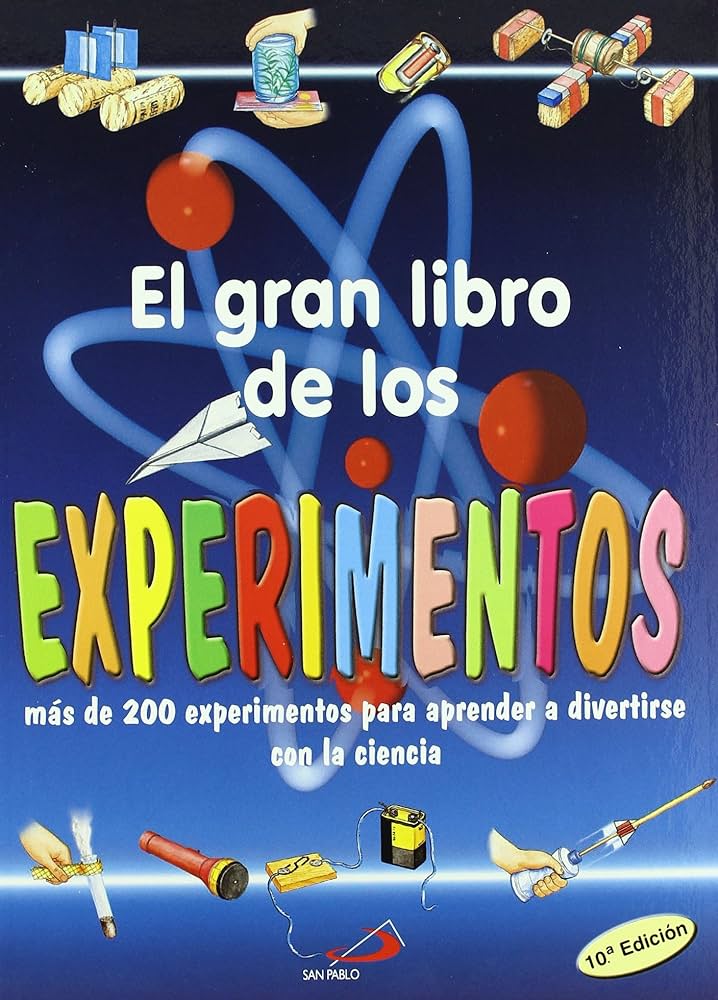 El gran libro
de los
EXPERIMENTOS
más de 200 experimentos para aprender a divertirse
con la ciencia
SAN PABLO
10.ª Edición